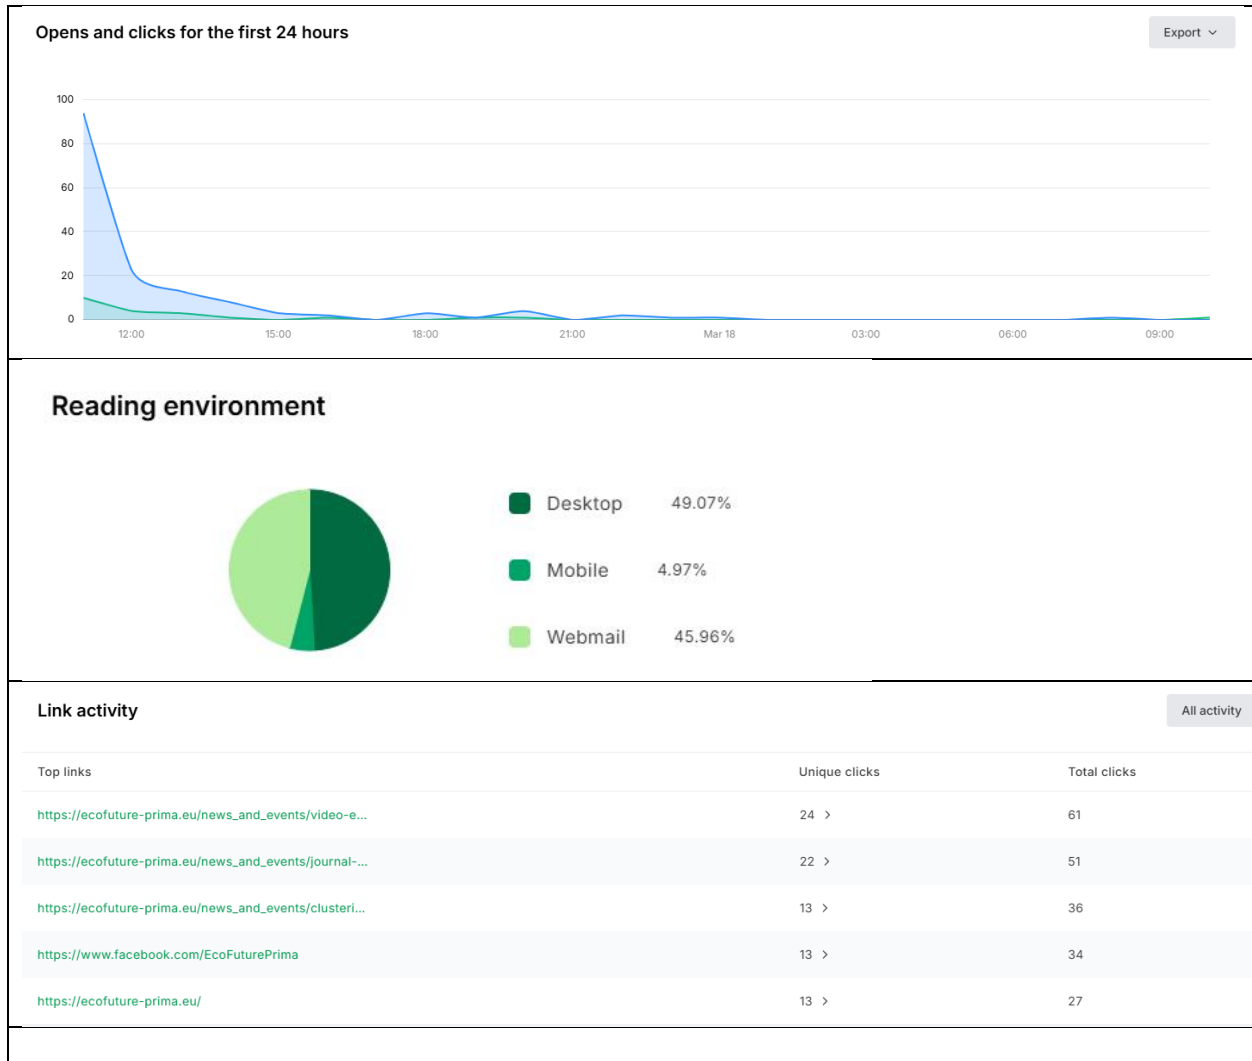 Opens and clicks for the first 24 hours
Export
100
80
60
40
20
0
12:00 15:00 18:00 21:00 Mar 18 03:00 06:00 09:00
Reading environment
Desktop 49.07%
Mobile 4.97%
Webmail 45.96%
Link activity
All activity
Top links Unique clicks Total clicks
https://ecofuture-prima.eu/news_and_events/video-e... 24 > 61
https://ecofuture-prima.eu/news_and_events/journal-... 22 > 51
https://ecofuture-prima.eu/news_and_events/clusteri... 13 > 36
https://www.facebook.com/EcoFuturePrima 13 > 34
https://ecofuture-prima.eu/ 13 > 27